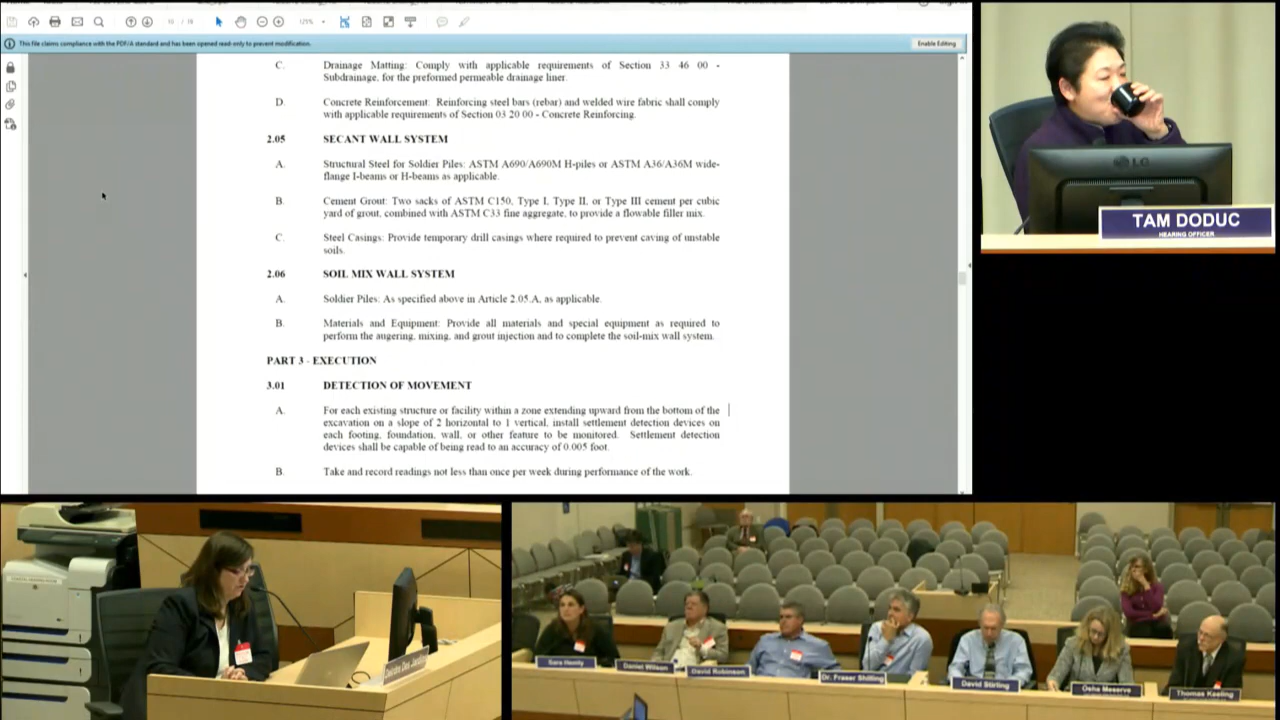 10 / 18
125%
This file claims compliance with the PDF/A standard and has been opened read-only to prevent modification.
Enable Editing
C. Drainage Matting: Comply with applicable requirements of Section 33 46 00 -
Subdrainage, for the preformed permeable drainage liner.
D. Concrete Reinforcement: Reinforcing steel bars (rebar) and welded wire fabric shall comply
with applicable requirements of Section 03 20 00 - Concrete Reinforcing.
2.05 SECANT WALL SYSTEM
A. Structural Steel for Soldier Piles: ASTM A690/A690M H-piles or ASTM A36/A36M wide-
flange I-beams or H-beams as applicable.
B. Cement Grout: Two sacks of ASTM C150, Type I, Type II, or Type III cement per cubic
yard of grout, combined with ASTM C33 fine aggregate, to provide a flowable filler mix.
C. Steel Casings: Provide temporary drill casings where required to prevent caving of unstable
soils.
2.06 SOIL MIX WALL SYSTEM
A. Soldier Piles: As specified above in Article 2.05.A, as applicable.
B. Materials and Equipment: Provide all materials and special equipment as required to
perform the augering, mixing, and grout injection and to complete the soil-mix wall system.
PART 3 - EXECUTION
3.01 DETECTION OF MOVEMENT
A. For each existing structure or facility within a zone extending upward from the bottom of the
excavation on a slope of 2 horizontal to 1 vertical, install settlement detection devices on
each footing, foundation, wall, or other feature to be monitored. Settlement detection
devices shall be capable of being read to an accuracy of 0.005 foot.
B. Take and record readings not less than once per week during performance of the work.
LG
TAM DODUC
HEARING OFFICER
Deirdre Des Jardins
Daniel Wilson
David Robinson
Dr. Fraser Shilling
David Stirling
Osha Meserve
Thomas Keeling